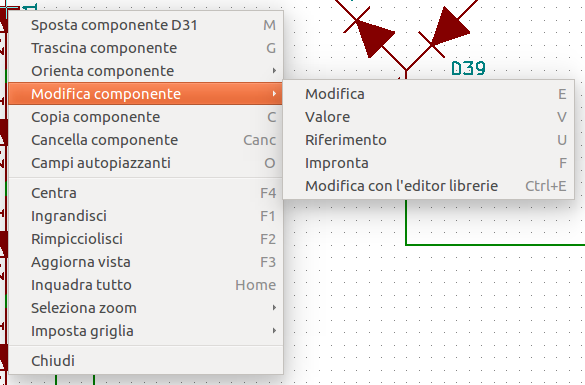 Sposta componente D31 M
Trascina componente G
Orienta componente
Modifica componente
Copia componente C
Cancella componente Canc
Campi autopiazzanti O
Centra F4
Ingrandisci F1
Rimpicciolisci F2
Aggiorna vista F3
Inquadra tutto Home
Seleziona zoom
Imposta griglia
Chiudi
D39
Modifica E
Valore V
Riferimento U
Impronta F
Modifica con l'editor librerie Ctrl+E